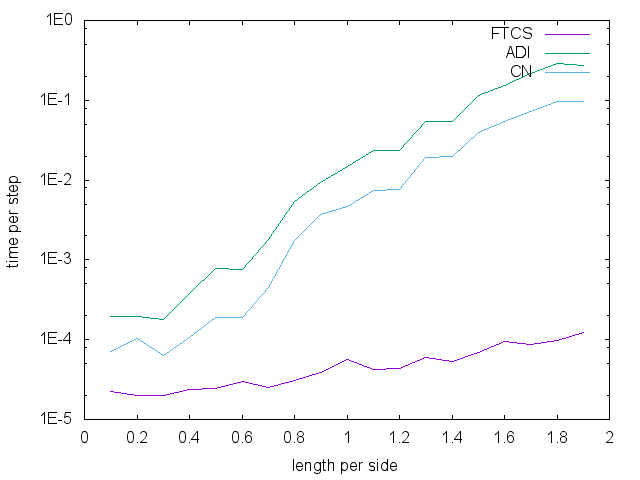 1E0
FTCS
ADI
CN
1E-1
1E-2
1E-3
1E-4
1E-5
time per step
0 0.2 0.4 0.6 0.8 1 1.2 1.4 1.6 1.8 2
length per side